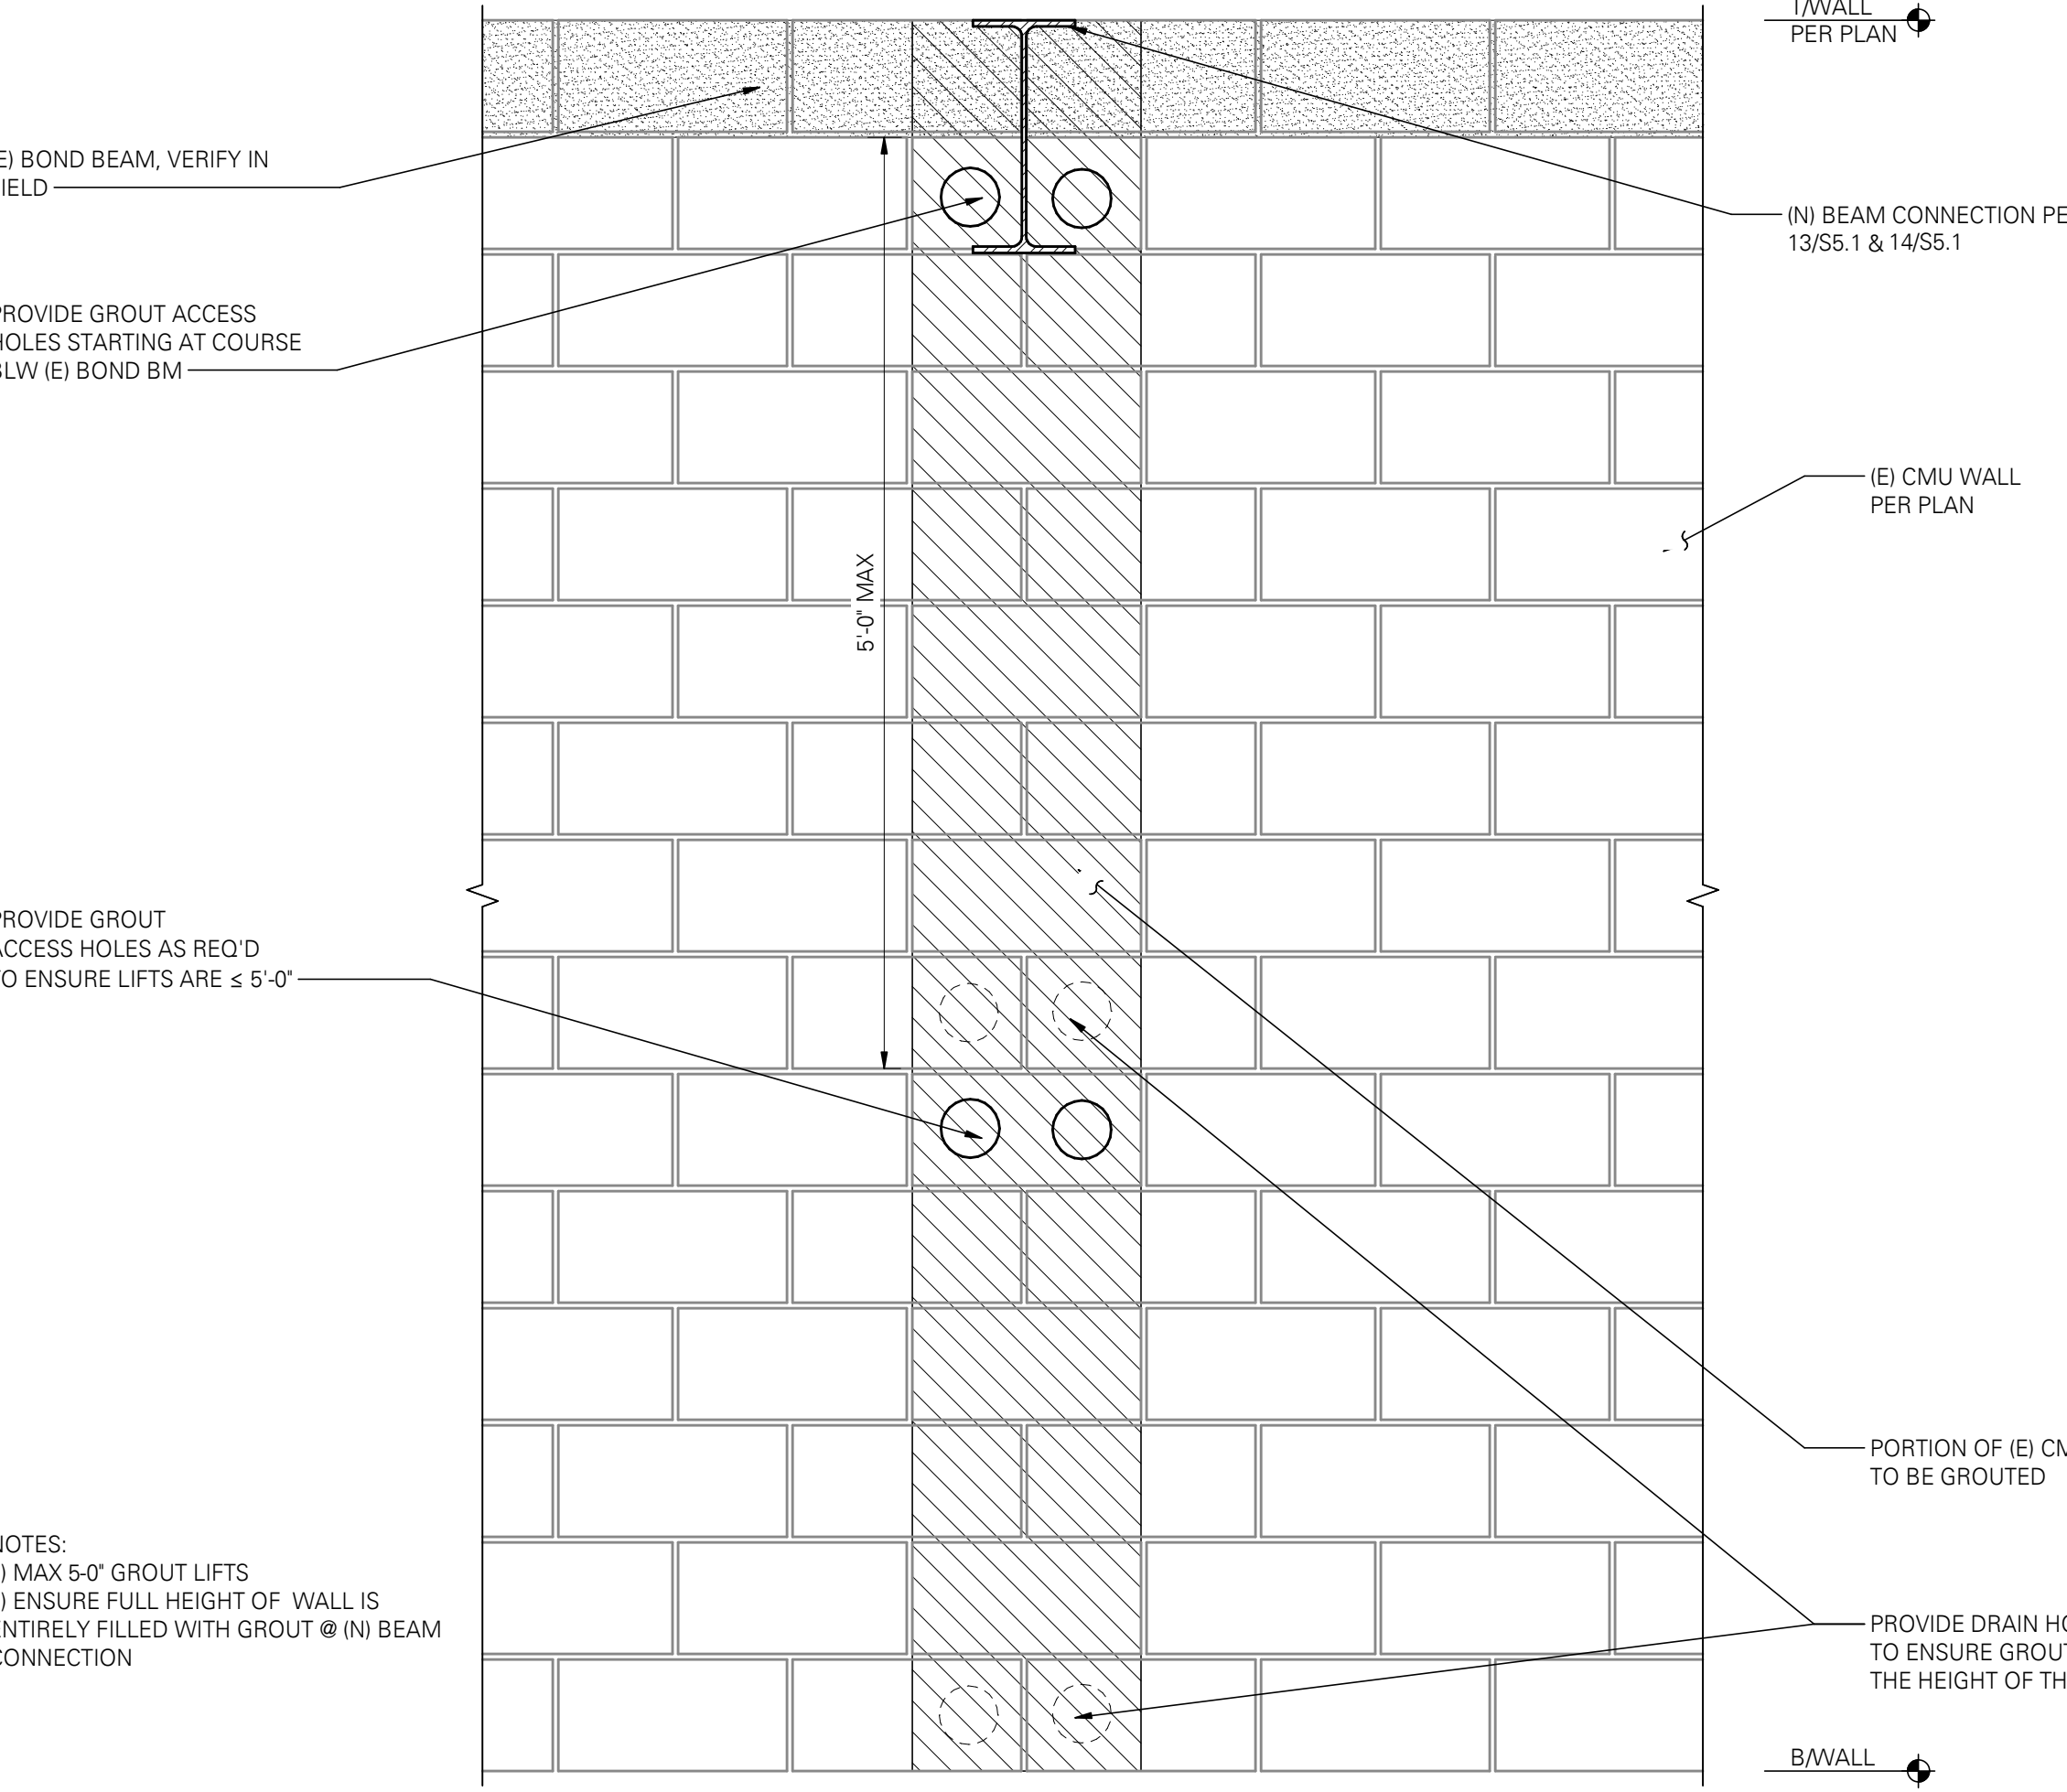 T/WALL
PER PLAN
E) BOND BEAM, VERIFY IN
IELD
(N) BEAM CONNECTION PE
13/S5.1 & 14/S5.1
PROVIDE GROUT ACCESS
HOLES STARTING AT COURSE
BLW (E) BOND BM
(E) CMU WALL
PER PLAN
5'-0" MAX
PROVIDE GROUT
ACCESS HOLES AS REQ'D
TO ENSURE LIFTS ARE ≤ 5'-0"
PORTION OF (E) CM
TO BE GROUTED
NOTES:
) MAX 5-0" GROUT LIFTS
) ENSURE FULL HEIGHT OF WALL IS
ENTIRELY FILLED WITH GROUT @ (N) BEAM
CONNECTION
PROVIDE DRAIN HO
TO ENSURE GROUT
THE HEIGHT OF TH
B/WALL